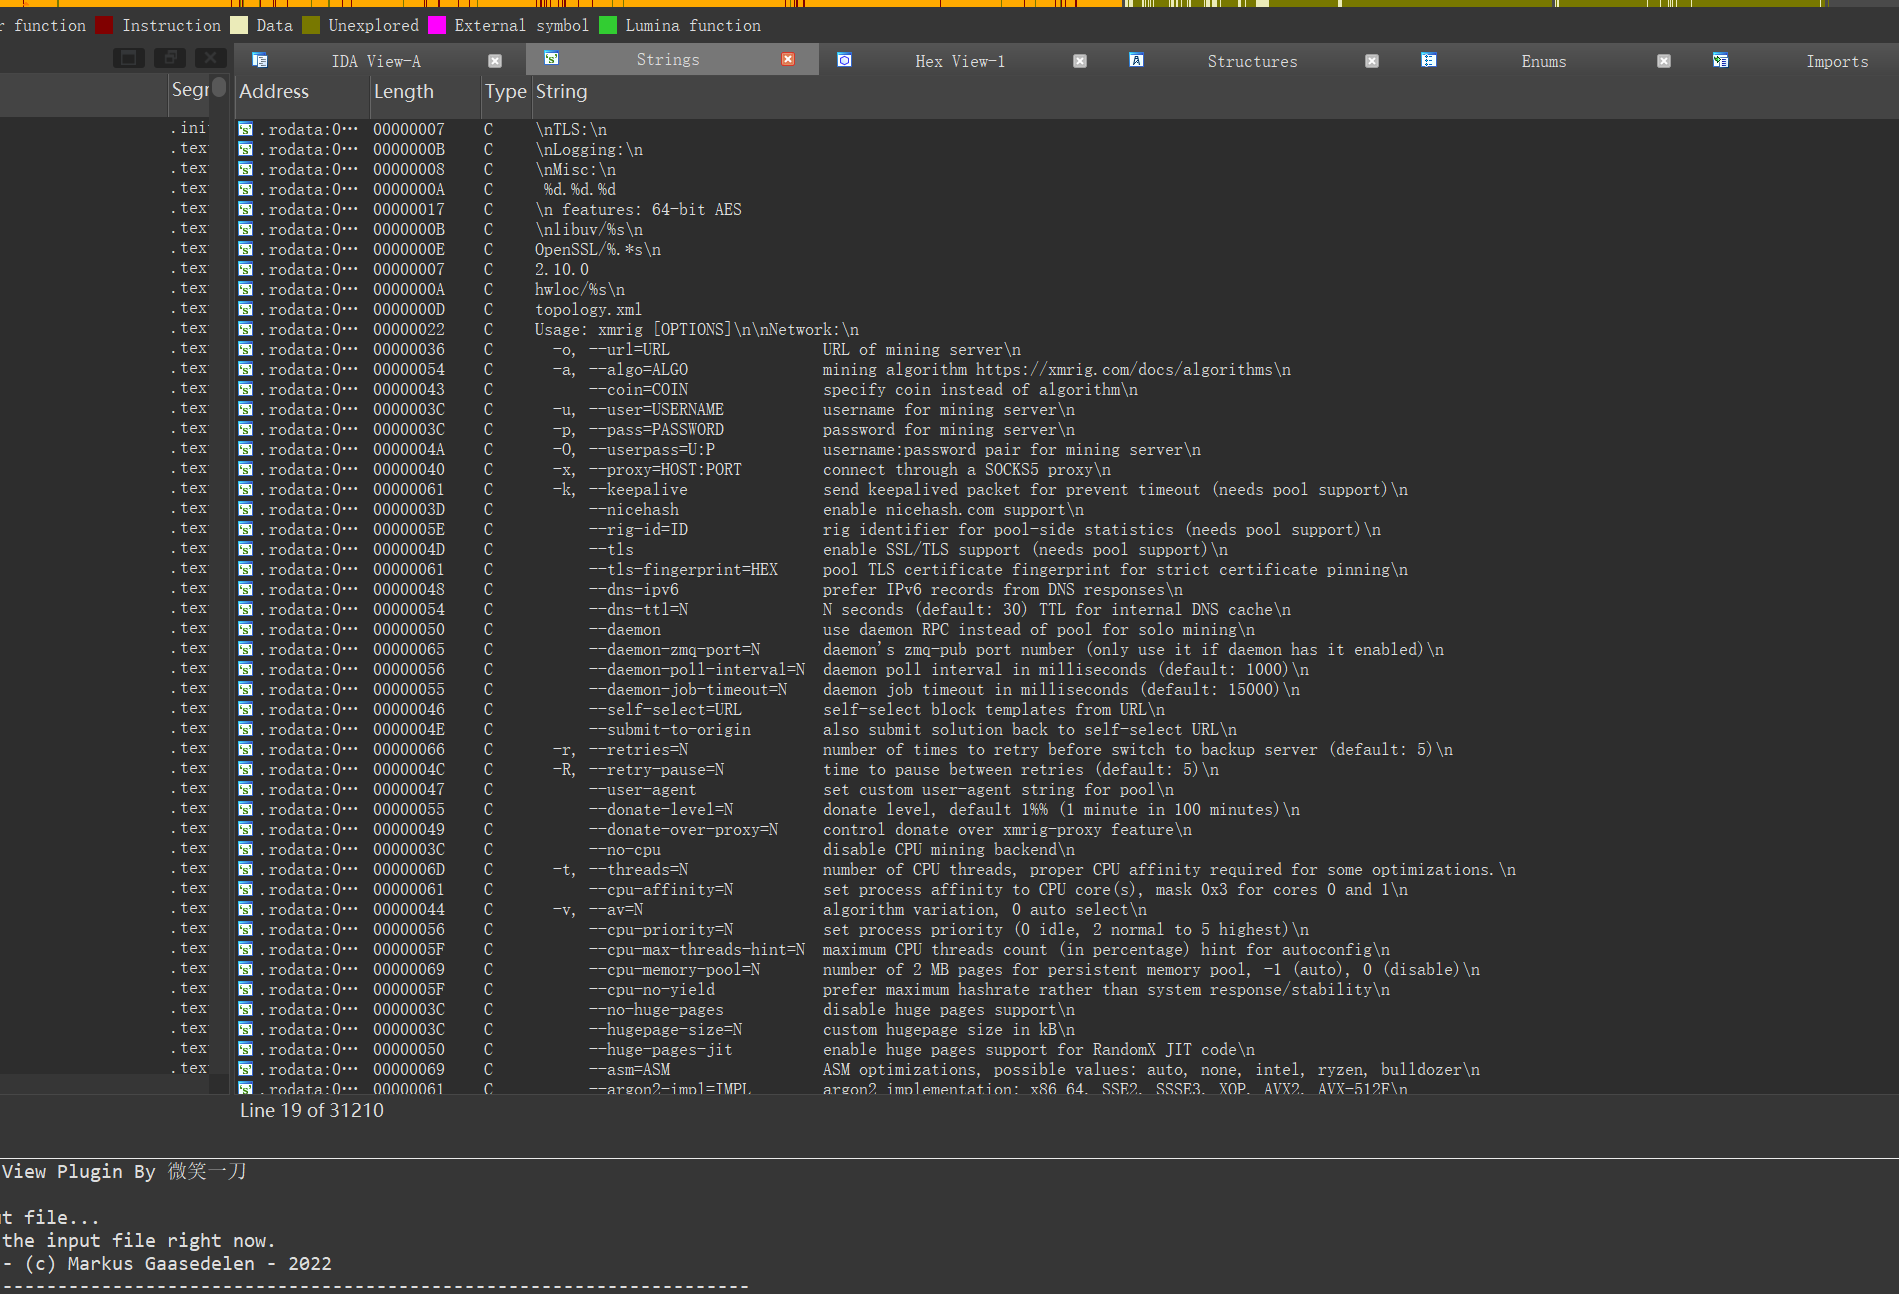 r function Instruction Data Unexplored External symbol Lumina function
IDA View-A Strings Hex View-1 Structures Enums Imports
Segr Address Length Type String
.ini .rodata:0… 00000007 C \nTLS:\n
.tex .rodata:0… 0000000B C \nLogging:\n
.tex .rodata:0… 00000008 C \nMisc:\n
.tex .rodata:0… 0000000A C %d.%d.%d
.tex .rodata:0… 00000017 C \n features: 64-bit AES
.tex .rodata:0… 0000000B C \nlibuv/%s\n
.tex .rodata:0… 0000000E C OpenSSL/%.*s\n
.tex .rodata:0… 00000007 C 2.10.0
.tex .rodata:0… 0000000A C hwloc/%s\n
.tex .rodata:0… 0000000D C topology.xml
.tex .rodata:0… 00000022 C Usage: xmrig [OPTIONS]\n\nNetwork:\n
.tex .rodata:0… 00000036 C -o, --url=URL URL of mining server\n
.tex .rodata:0… 00000054 C -a, --algo=ALGO mining algorithm https://xmrig.com/docs/algorithms\n
.tex .rodata:0… 00000043 C --coin=COIN specify coin instead of algorithm\n
.tex .rodata:0… 0000003C C -u, --user=USERNAME username for mining server\n
.tex .rodata:0… 0000003C C -p, --pass=PASSWORD password for mining server\n
.tex .rodata:0… 0000004A C -O, --userpass=U:P username:password pair for mining server\n
.tex .rodata:0… 00000040 C -x, --proxy=HOST:PORT connect through a SOCKS5 proxy\n
.tex .rodata:0… 00000061 C -k, --keepalive send keepalived packet for prevent timeout (needs pool support)\n
.tex .rodata:0… 0000003D C --nicehash enable nicehash.com support\n
.tex .rodata:0… 0000005E C --rig-id=ID rig identifier for pool-side statistics (needs pool support)\n
.tex .rodata:0… 0000004D C --tls enable SSL/TLS support (needs pool support)\n
.tex .rodata:0… 00000061 C --tls-fingerprint=HEX pool TLS certificate fingerprint for strict certificate pinning\n
.tex .rodata:0… 00000048 C --dns-ipv6 prefer IPv6 records from DNS responses\n
.tex .rodata:0… 00000054 C --dns-ttl=N N seconds (default: 30) TTL for internal DNS cache\n
.tex .rodata:0… 00000050 C --daemon use daemon RPC instead of pool for solo mining\n
.tex .rodata:0… 00000065 C --daemon-zmq-port=N daemon's zmq-pub port number (only use it if daemon has it enabled)\n
.tex .rodata:0… 00000056 C --daemon-poll-interval=N daemon poll interval in milliseconds (default: 1000)\n
.tex .rodata:0… 00000055 C --daemon-job-timeout=N daemon job timeout in milliseconds (default: 15000)\n
.tex .rodata:0… 00000046 C --self-select=URL self-select block templates from URL\n
.tex .rodata:0… 0000004E C --submit-to-origin also submit solution back to self-select URL\n
.tex .rodata:0… 00000066 C -r, --retries=N number of times to retry before switch to backup server (default: 5)\n
.tex .rodata:0… 0000004C C -R, --retry-pause=N time to pause between retries (default: 5)\n
.tex .rodata:0… 00000047 C --user-agent set custom user-agent string for pool\n
.tex .rodata:0… 00000055 C --donate-level=N donate level, default 1%% (1 minute in 100 minutes)\n
.tex .rodata:0… 00000049 C --donate-over-proxy=N control donate over xmrig-proxy feature\n
.tex .rodata:0… 0000003C C --no-cpu disable CPU mining backend\n
.tex .rodata:0… 0000006D C -t, --threads=N number of CPU threads, proper CPU affinity required for some optimizations.\n
.tex .rodata:0… 00000061 C --cpu-affinity=N set process affinity to CPU core(s), mask 0x3 for cores 0 and 1\n
.tex .rodata:0… 00000044 C -v, --av=N algorithm variation, 0 auto select\n
.tex .rodata:0… 00000056 C --cpu-priority=N set process priority (0 idle, 2 normal to 5 highest)\n
.tex .rodata:0… 0000005F C --cpu-max-threads-hint=N maximum CPU threads count (in percentage) hint for autoconfig\n
.tex .rodata:0… 00000069 C --cpu-memory-pool=N number of 2 MB pages for persistent memory pool, -1 (auto), 0 (disable)\n
.tex .rodata:0… 0000005F C --cpu-no-yield prefer maximum hashrate rather than system response/stability\n
.tex .rodata:0… 0000003C C --no-huge-pages disable huge pages support\n
.tex .rodata:0… 0000003C C --hugepage-size=N custom hugepage size in kB\n
.tex .rodata:0… 00000050 C --huge-pages-jit enable huge pages support for RandomX JIT code\n
.tex .rodata:0… 00000069 C --asm=ASM ASM optimizations, possible values: auto, none, intel, ryzen, bulldozer\n
.rodata:0… 00000061 C --argon2-impl=IMPL argon2 implementation: x86_64, SSE2, SSSE3, XOP, AVX2, AVX-512F\n
Line 19 of 31210
View Plugin By 微笑一刀
ut file...
the input file right now.
- (c) Markus Gaasedelen - 2022
--------------------------------------------------------------------